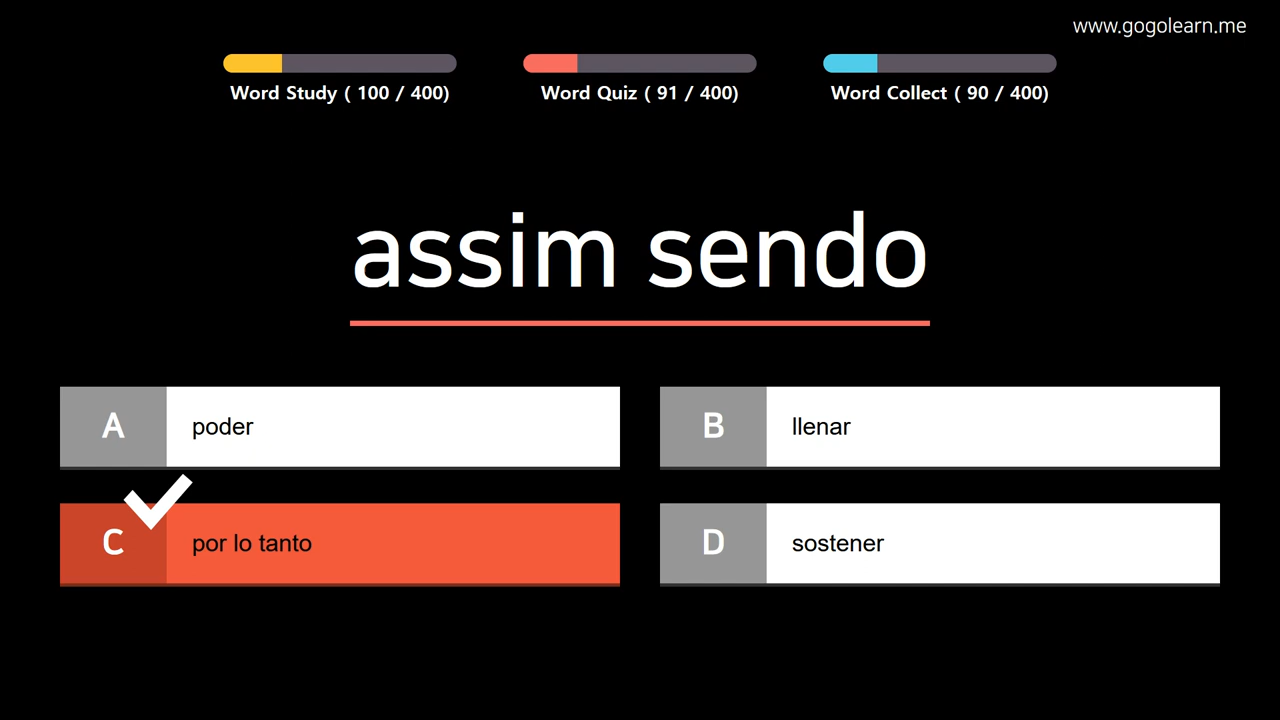 www.gogolearn.me
Word Study ( 100 / 400)
Word Quiz ( 91 / 400)
Word Collect ( 90 / 400)
assim sendo
A poder
B llenar
C por lo tanto
D sostener